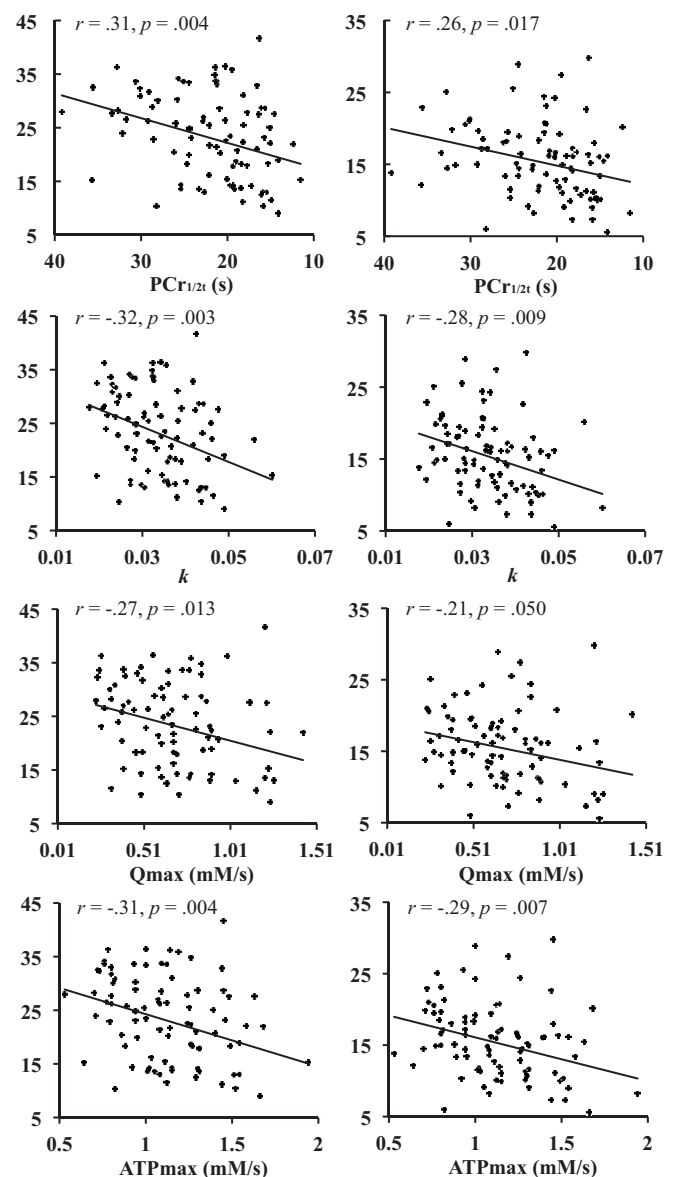 45
r = .31, p = .004
35
25
15
5
40 30 20 10
PCr1/2t (s)
35
r = .26, p = .017
25
15
5
40 30 20 10
PCr1/2t (s)
45
r = -.32, p = .003
35
25
15
5
0.01 0.03 0.05 0.07
k
35
r = -.28, p = .009
25
15
5
0.01 0.03 0.05 0.07
k
45
r = -.27, p = .013
35
25
15
5
0.01 0.51 1.01 1.51
Qmax (mM/s)
35
r = -.21, p = .050
25
15
5
0.01 0.51 1.01 1.51
Qmax (mM/s)
45
r = -.31, p = .004
35
25
15
5
0.5 1 1.5 2
ATPmax (mM/s)
35
r = -.29, p = .007
25
15
5
0.5 1 1.5 2
ATPmax (mM/s)